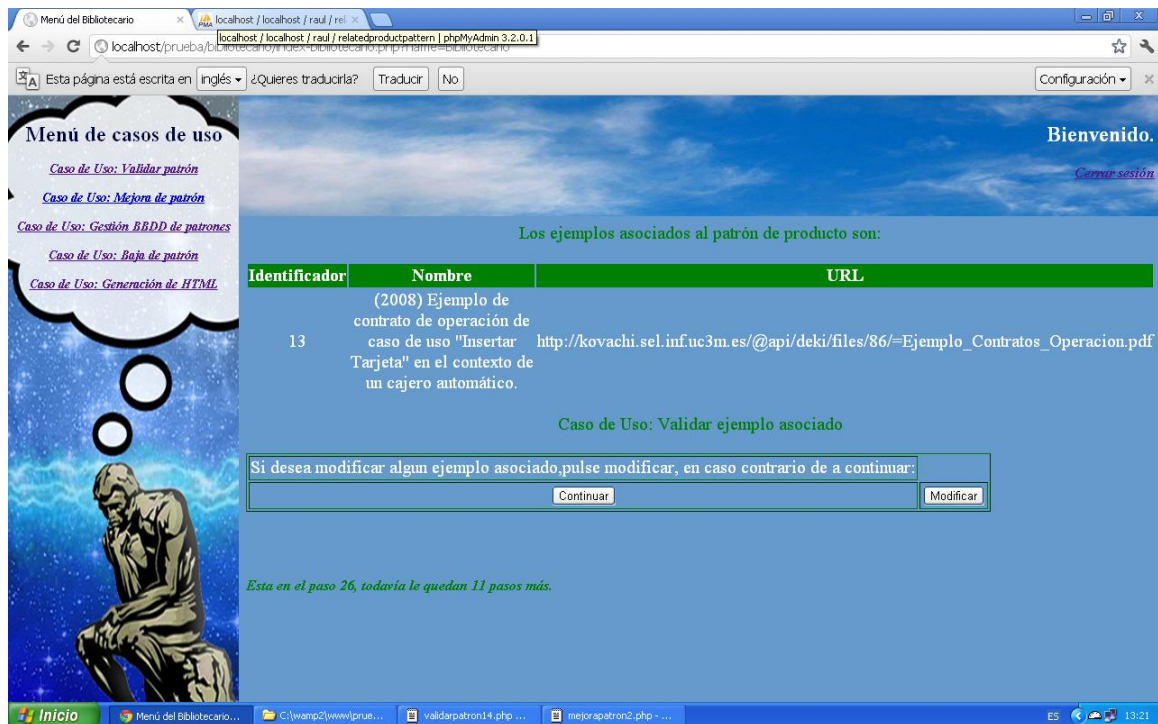 Menú del Bibliotecario
localhost / localhost / raul / rel
localhost / localhost / raul / relatedproductpattern | phpMyAdmin 3.2.0.1
localhost/prueba/bibliotecario/index-bibliotecario.php?name=Bibliotecario
Esta página está escrita en inglés ¿Quieres traducirla? Traducir No Configuración
Menú de casos de uso
Caso de Uso: Validar patrón
Caso de Uso: Mejora de patrón
Caso de Uso: Gestión BBDD de patrones
Caso de Uso: Baja de patrón
Caso de Uso: Generación de HTML
Bienvenido.
Cerrar sesión
Los ejemplos asociados al patrón de producto son:
Identificador Nombre URL
(2008) Ejemplo de
contrato de operación de
13 caso de uso "Insertar http://kovachi.sel.inf.uc3m.es/@api/deki/files/86/=Ejemplo_Contratos_Operacion.pdf
Tarjeta" en el contexto de
un cajero automático.
Caso de Uso: Validar ejemplo asociado
Si desea modificar algun ejemplo asociado,pulse modificar, en caso contrario de a continuar:
Continuar Modificar
Esta en el paso 26, todavía le quedan 11 pasos más.
Inicio Menú del Bibliotecario... C:\wamp2\www\prue... validarpatron14.php ... mejorapatron2.php - ... ES 13:21